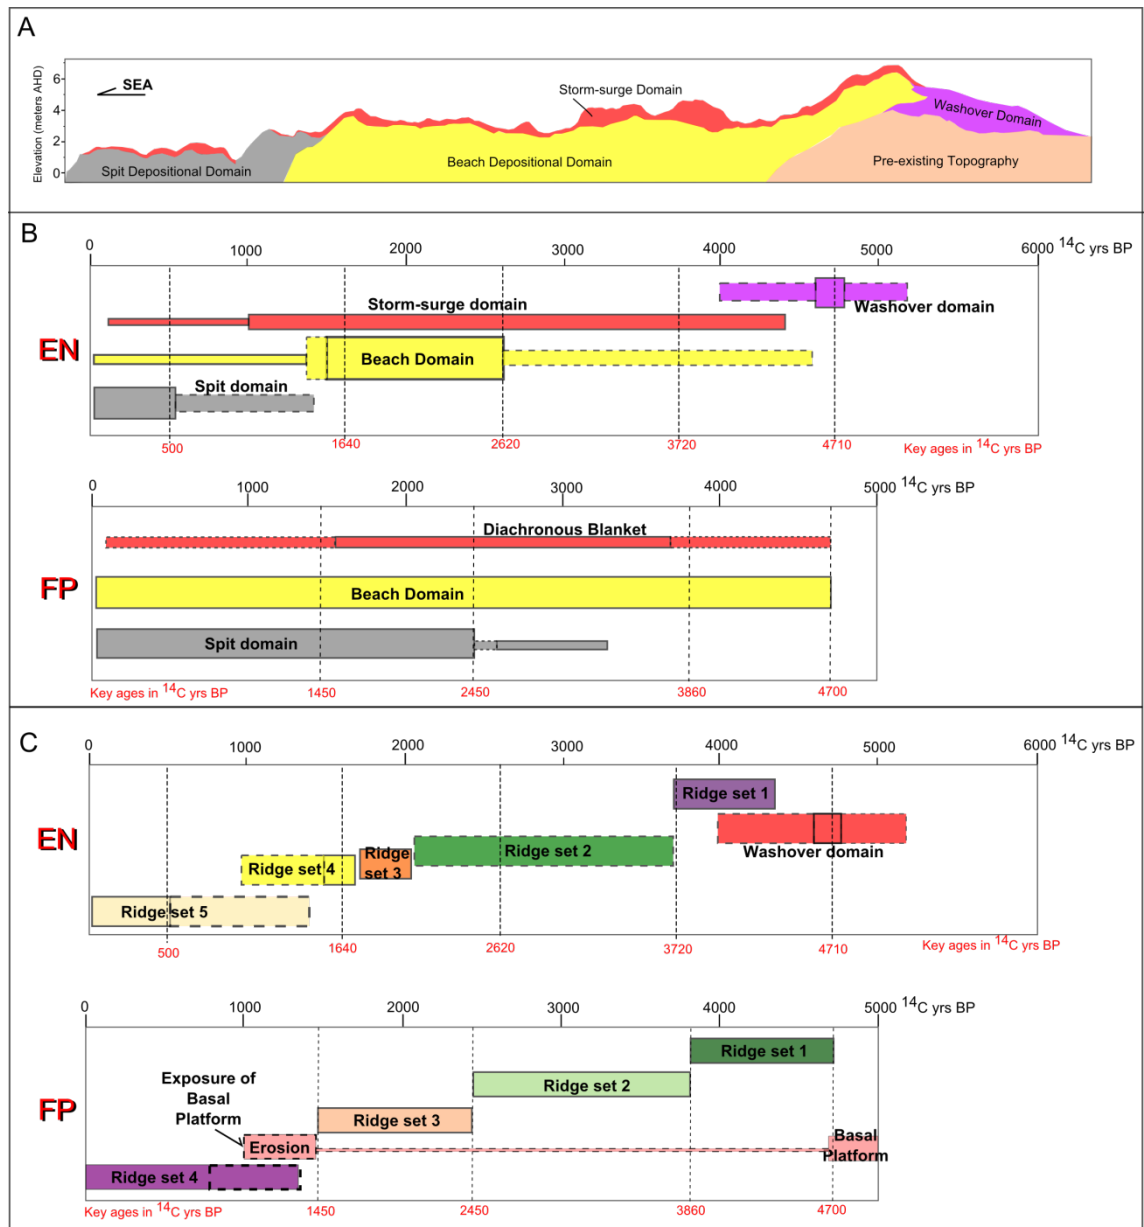 A
Elevation (meters AHD)
6
4
2
0
SEA
Storm-surge Domain
Washover Domain
Spit Depositional Domain
Beach Depositional Domain
Pre-existing Topography
B
0 1000 2000 3000 4000 5000 6000 ¹⁴C yrs BP
EN
Storm-surge domain
Washover domain
Beach Domain
Spit domain
500 1640 2620 3720 4710 Key ages in ¹⁴C yrs BP
0 1000 2000 3000 4000 5000 ¹⁴C yrs BP
FP
Diachronous Blanket
Beach Domain
Spit domain
Key ages in ¹⁴C yrs BP 1450 2450 3860 4700
C
0 1000 2000 3000 4000 5000 6000 ¹⁴C yrs BP
EN
Ridge set 1
Washover domain
Ridge set 2
Ridge
set 3
Ridge set 4
Ridge set 5
500 1640 2620 3720 4710 Key ages in ¹⁴C yrs BP
0 1000 2000 3000 4000 5000 ¹⁴C yrs BP
FP
Ridge set 1
Ridge set 2
Exposure of
Basal
Platform
Ridge set 3
Erosion
Basal
Platform
Ridge set 4
Key ages in ¹⁴C yrs BP 1450 2450 3860 4700